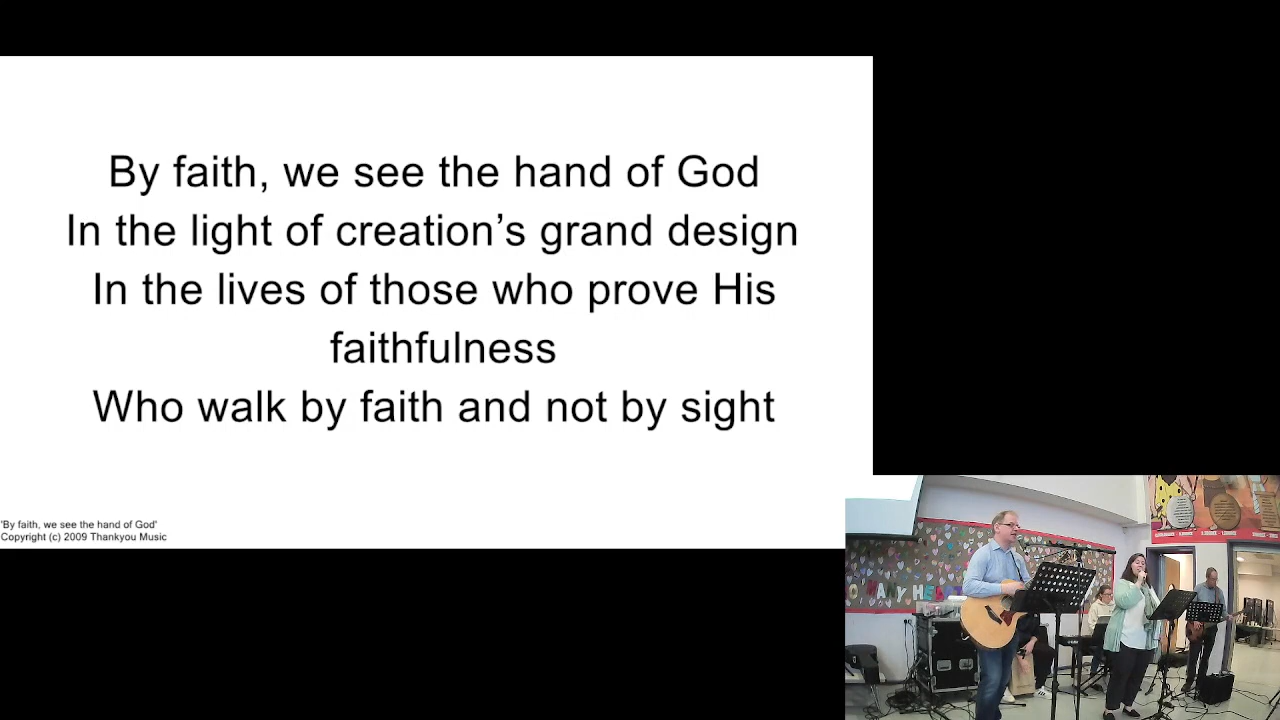 By faith, we see the hand of God
In the light of creation’s grand design
In the lives of those who prove His
faithfulness
Who walk by faith and not by sight
'By faith, we see the hand of God'
Copyright (c) 2009 Thankyou Music